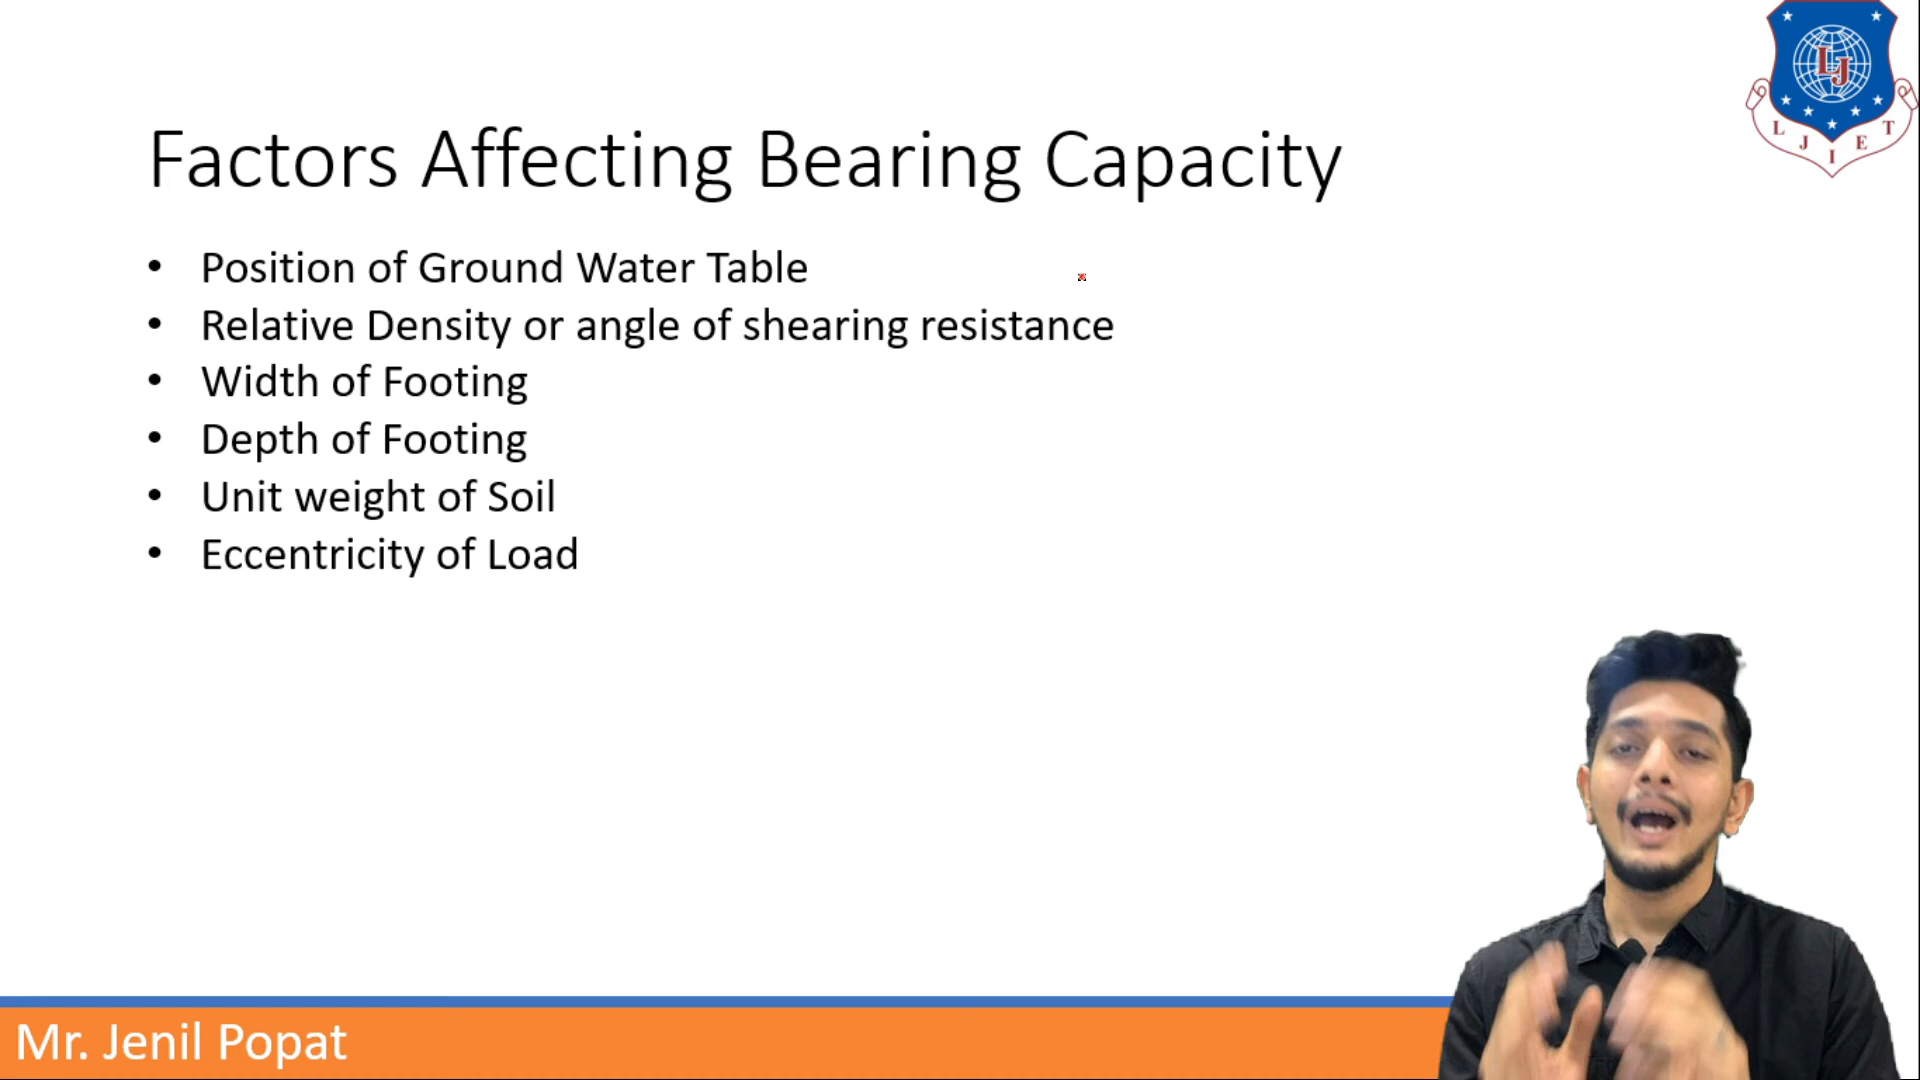 LJ
L J I E T
Factors Affecting Bearing Capacity
• Position of Ground Water Table
• Relative Density or angle of shearing resistance
• Width of Footing
• Depth of Footing
• Unit weight of Soil
• Eccentricity of Load
Mr. Jenil Popat